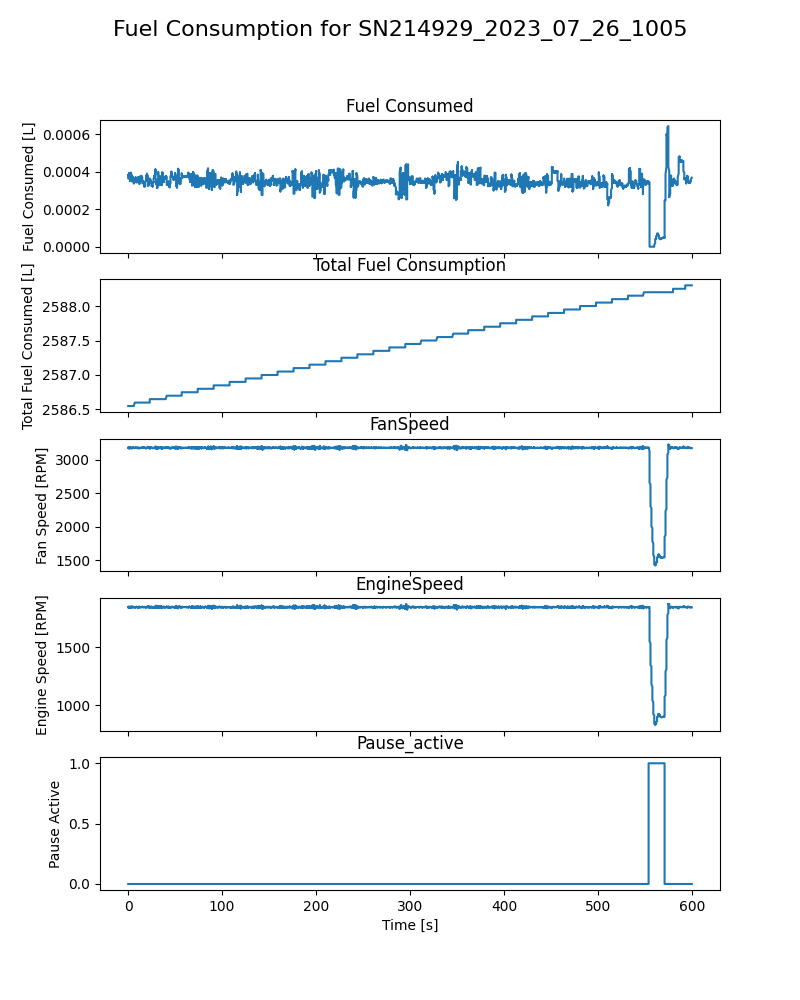 Fuel Consumption for SN214929_2023_07_26_1005
Fuel Consumed
Fuel Consumed [L]
0.0006
0.0004
0.0002
0.0000
Total Fuel Consumption
Total Fuel Consumed [L]
2588.0
2587.5
2587.0
2586.5
FanSpeed
Fan Speed [RPM]
3000
2500
2000
1500
EngineSpeed
Engine Speed [RPM]
1500
1000
Pause_active
Pause Active
1.0
0.5
0.0
0 100 200 300 400 500 600
Time [s]